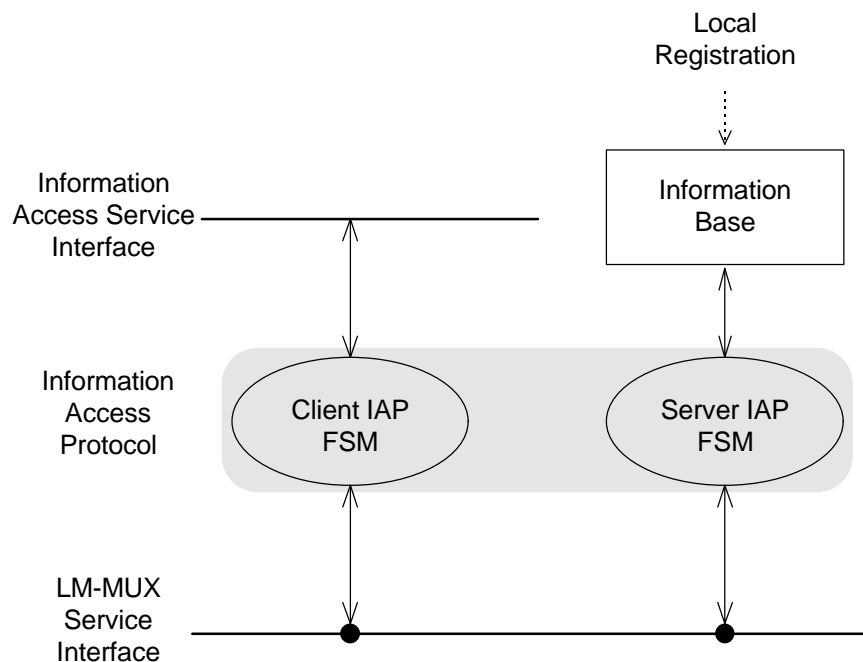 Local
Registration
Information
Access Service
Interface
Information
Base
Information
Access
Protocol
Client IAP
FSM
Server IAP
FSM
LM-MUX
Service
Interface